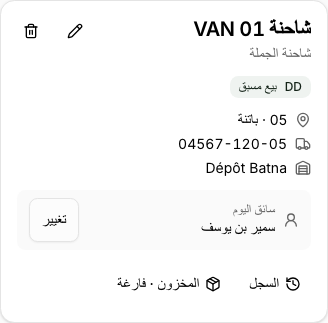 شاحنة VAN 01
شاحنة الجملة
DD بيع مسبق
05 · باتنة
04567-120-05
Dépôt Batna
سائق اليوم
سمير بن يوسف
تغيير
السجل
المخزون · فارغة